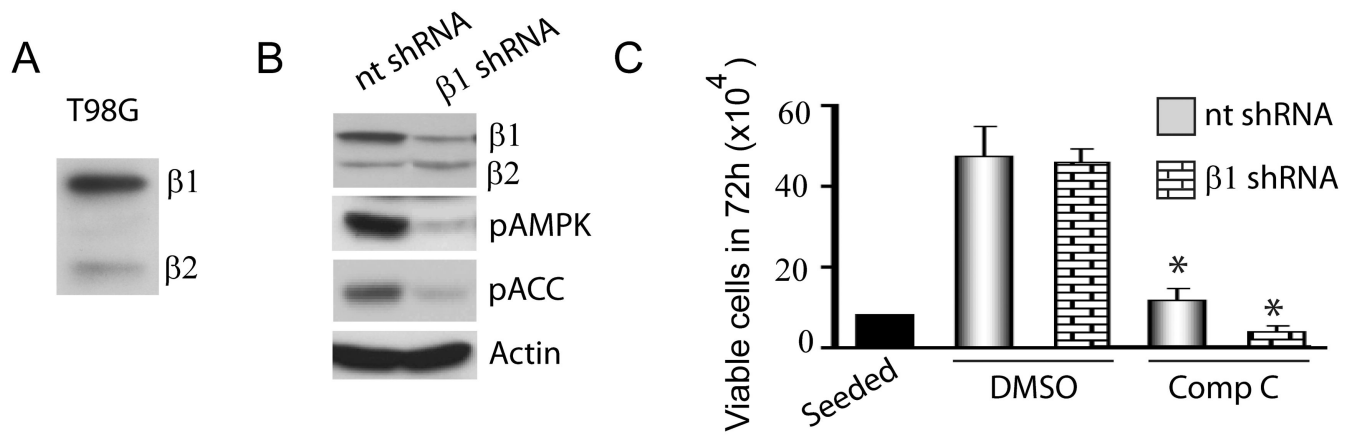 A
T98G
β1
β2
B
nt shRNA
β1 shRNA
β1
β2
pAMPK
pACC
Actin
C
Viable cells in 72h (x10⁴)
60
40
20
0
nt shRNA
β1 shRNA
*
*
Seeded
DMSO
Comp C